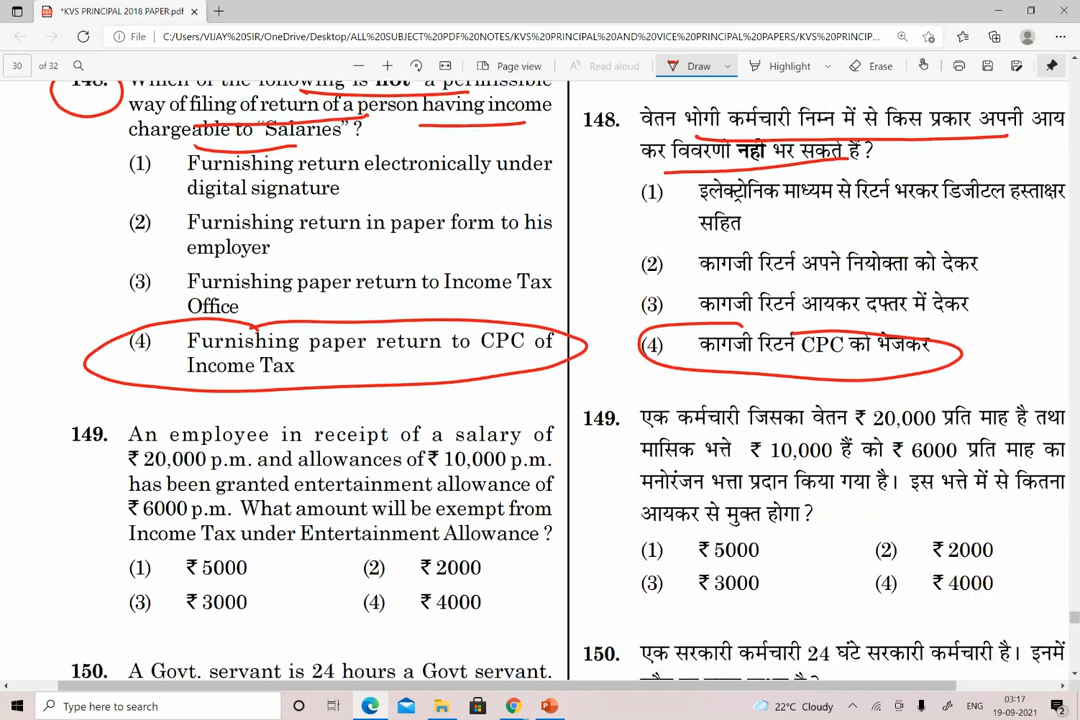 *KVS PRINCIPAL 2018 PAPER.pdf
File
C:/Users/VIJAY%20SIR/OneDrive/Desktop/ALL%20SUBJECT%20PDF%20NOTES/KVS%20PRINCIPAL%20AND%20VICE%20PRINCIPAL%20PAPERS/KVS%20PRINCIPAL%20...
30 of 32
Page view
Read aloud
Draw
Highlight
Erase
148. Which of the following is not a permissible
way of filing of return of a person having income
chargeable to “Salaries” ?
(1) Furnishing return electronically under
digital signature
(2) Furnishing return in paper form to his
employer
(3) Furnishing paper return to Income Tax
Office
(4) Furnishing paper return to CPC of
Income Tax
149. An employee in receipt of a salary of
₹ 20,000 p.m. and allowances of ₹ 10,000 p.m.
has been granted entertainment allowance of
₹ 6000 p.m. What amount will be exempt from
Income Tax under Entertainment Allowance ?
(1) ₹ 5000 (2) ₹ 2000
(3) ₹ 3000 (4) ₹ 4000
150. A Govt. servant is 24 hours a Govt servant.
148. वेतन भोगी कर्मचारी निम्न में से किस प्रकार अपनी आय
कर विवरणी नहीं भर सकते हैं ?
(1) इलेक्ट्रोनिक माध्यम से रिटर्न भरकर डिजीटल हस्ताक्षर
सहित
(2) कागजी रिटर्न अपने नियोक्ता को देकर
(3) कागजी रिटर्न आयकर दफ्तर में देकर
(4) कागजी रिटर्न CPC को भेजकर
149. एक कर्मचारी जिसका वेतन ₹ 20,000 प्रति माह है तथा
मासिक भत्ते ₹ 10,000 हैं को ₹ 6000 प्रति माह का
मनोरंजन भत्ता प्रदान किया गया है। इस भत्ते में से कितना
आयकर से मुक्त होगा ?
(1) ₹ 5000 (2) ₹ 2000
(3) ₹ 3000 (4) ₹ 4000
150. एक सरकारी कर्मचारी 24 घंटे सरकारी कर्मचारी है। इनमें
Type here to search
22°C Cloudy
ENG
03:17
19-09-2021
2